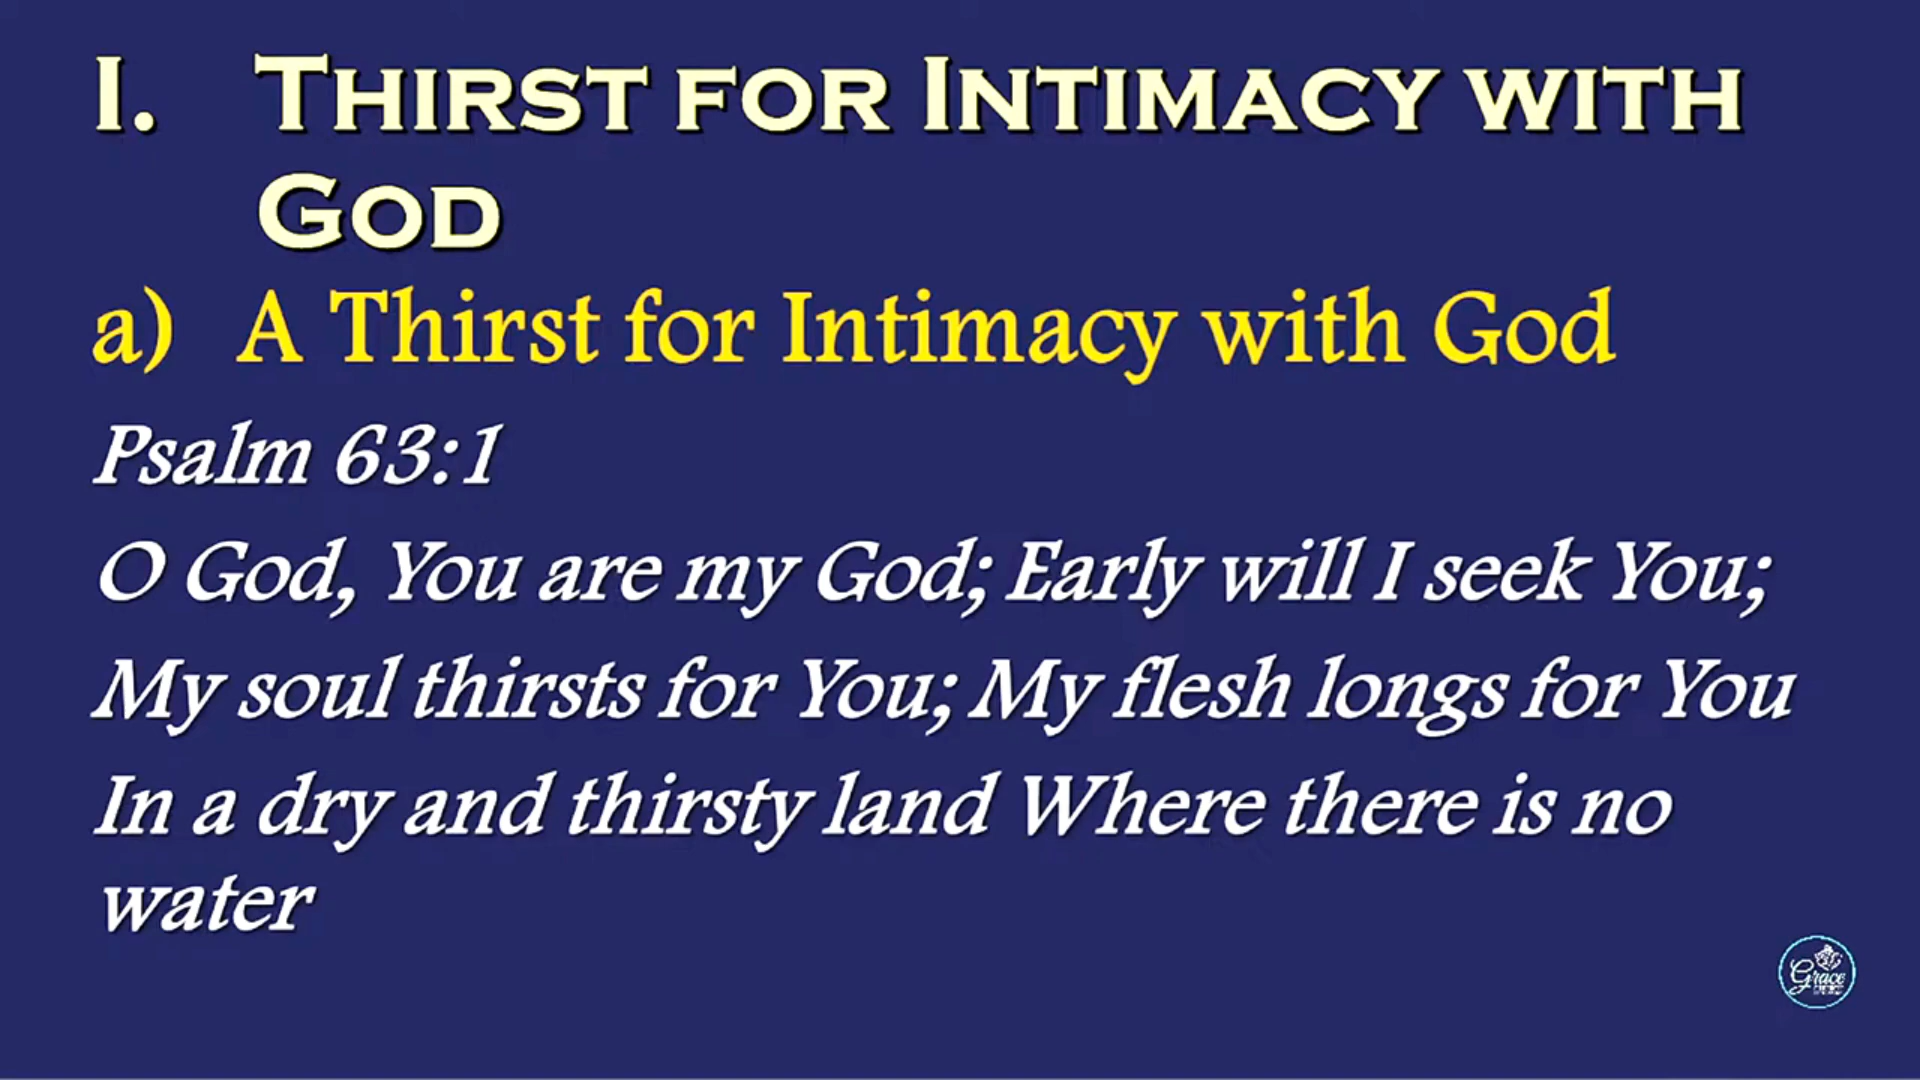 I. Thirst for Intimacy with
God
a) A Thirst for Intimacy with God
Psalm 63:1
O God, You are my God; Early will I seek You;
My soul thirsts for You; My flesh longs for You
In a dry and thirsty land Where there is no
water
Grace